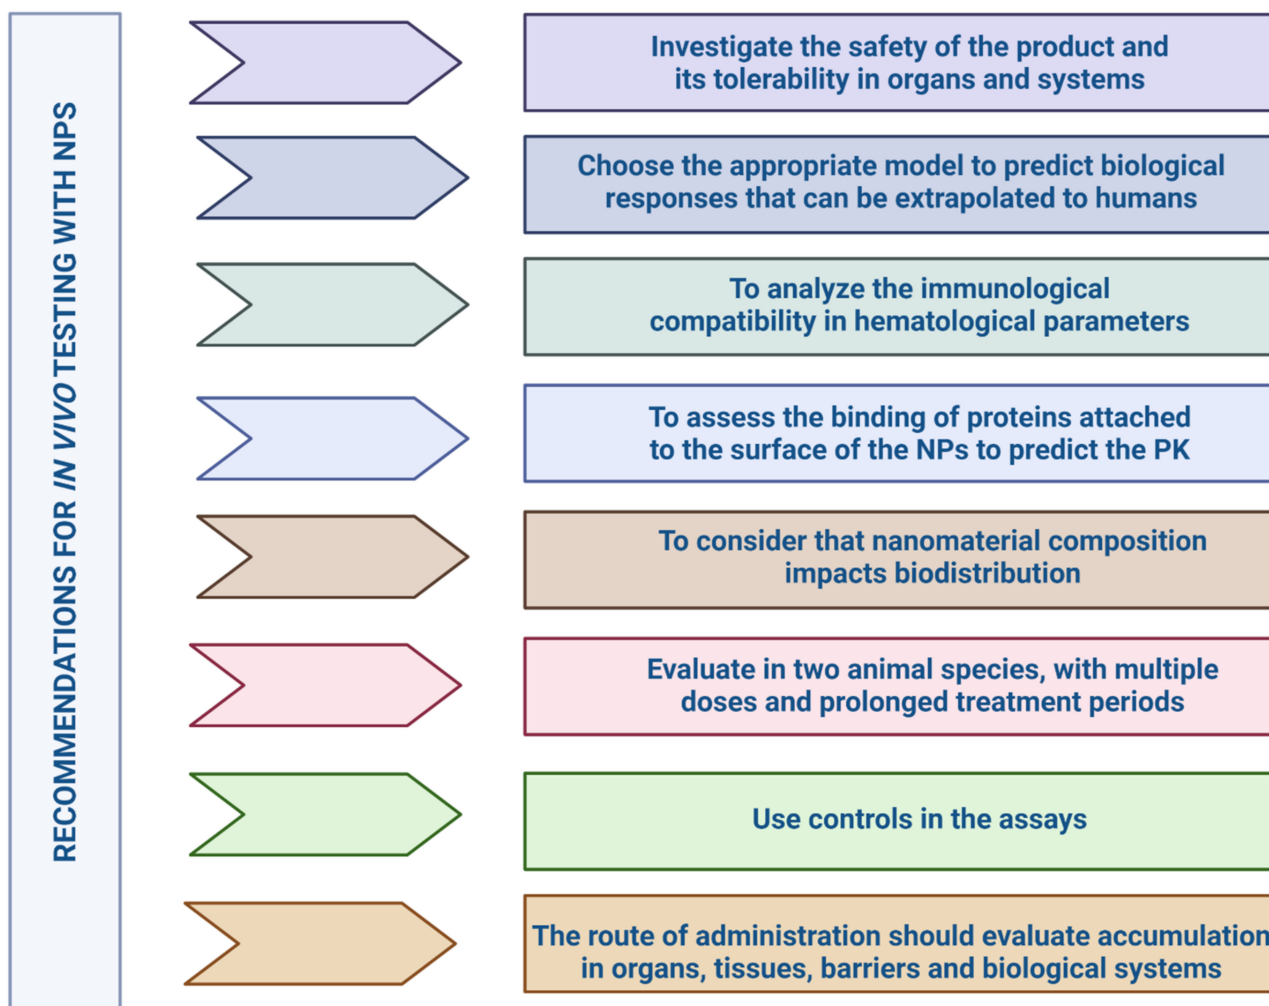 RECOMMENDATIONS FOR IN VIVO TESTING WITH NPS
Investigate the safety of the product and
its tolerability in organs and systems
Choose the appropriate model to predict biological
responses that can be extrapolated to humans
To analyze the immunological
compatibility in hematological parameters
To assess the binding of proteins attached
to the surface of the NPs to predict the PK
To consider that nanomaterial composition
impacts biodistribution
Evaluate in two animal species, with multiple
doses and prolonged treatment periods
Use controls in the assays
The route of administration should evaluate accumulation
in organs, tissues, barriers and biological systems